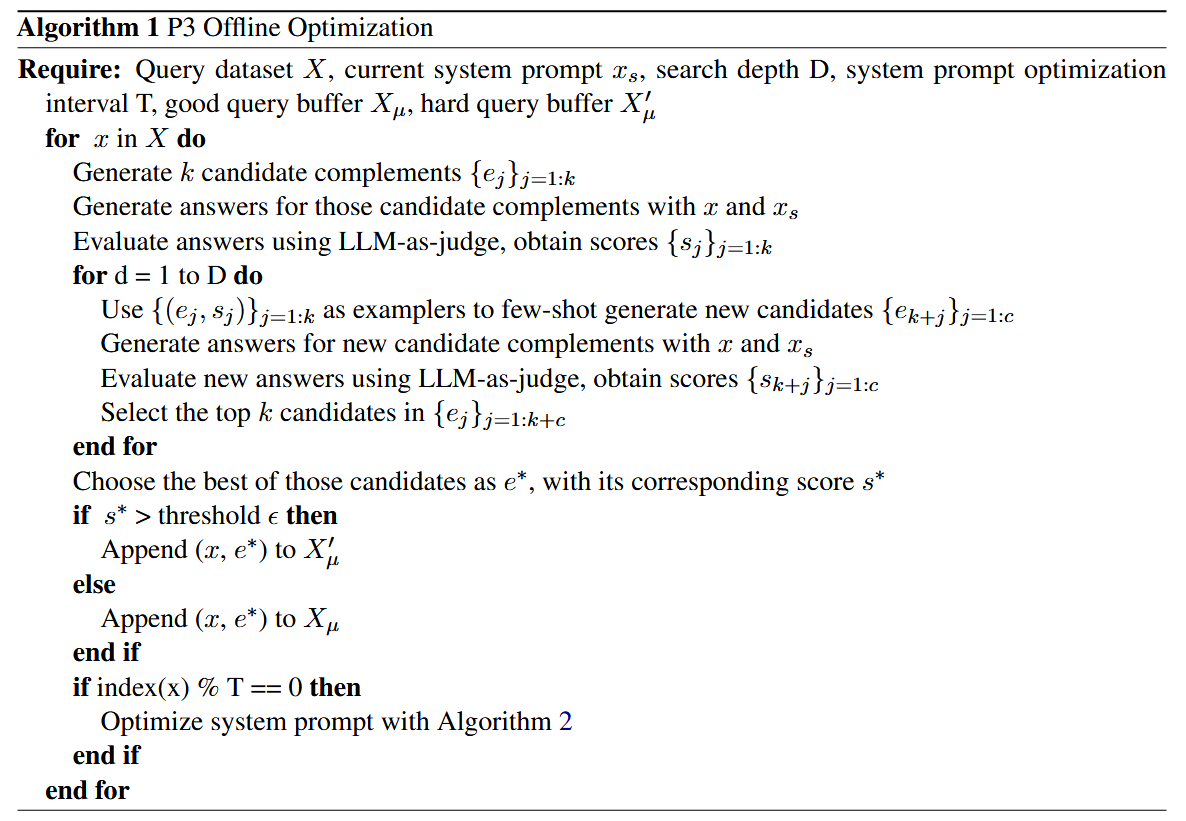 Algorithm 1 P3 Offline Optimization
Require: Query dataset X, current system prompt x_s, search depth D, system prompt optimization
interval T, good query buffer X_μ, hard query buffer X′_μ
for x in X do
Generate k candidate complements {e_j}_{j=1:k}
Generate answers for those candidate complements with x and x_s
Evaluate answers using LLM-as-judge, obtain scores {s_j}_{j=1:k}
for d = 1 to D do
Use {(e_j, s_j)}_{j=1:k} as examplers to few-shot generate new candidates {e_{k+j}}_{j=1:c}
Generate answers for new candidate complements with x and x_s
Evaluate new answers using LLM-as-judge, obtain scores {s_{k+j}}_{j=1:c}
Select the top k candidates in {e_j}_{j=1:k+c}
end for
Choose the best of those candidates as e*, with its corresponding score s*
if s* > threshold ϵ then
Append (x, e*) to X′_μ
else
Append (x, e*) to X_μ
end if
if index(x) % T == 0 then
Optimize system prompt with Algorithm 2
end if
end for